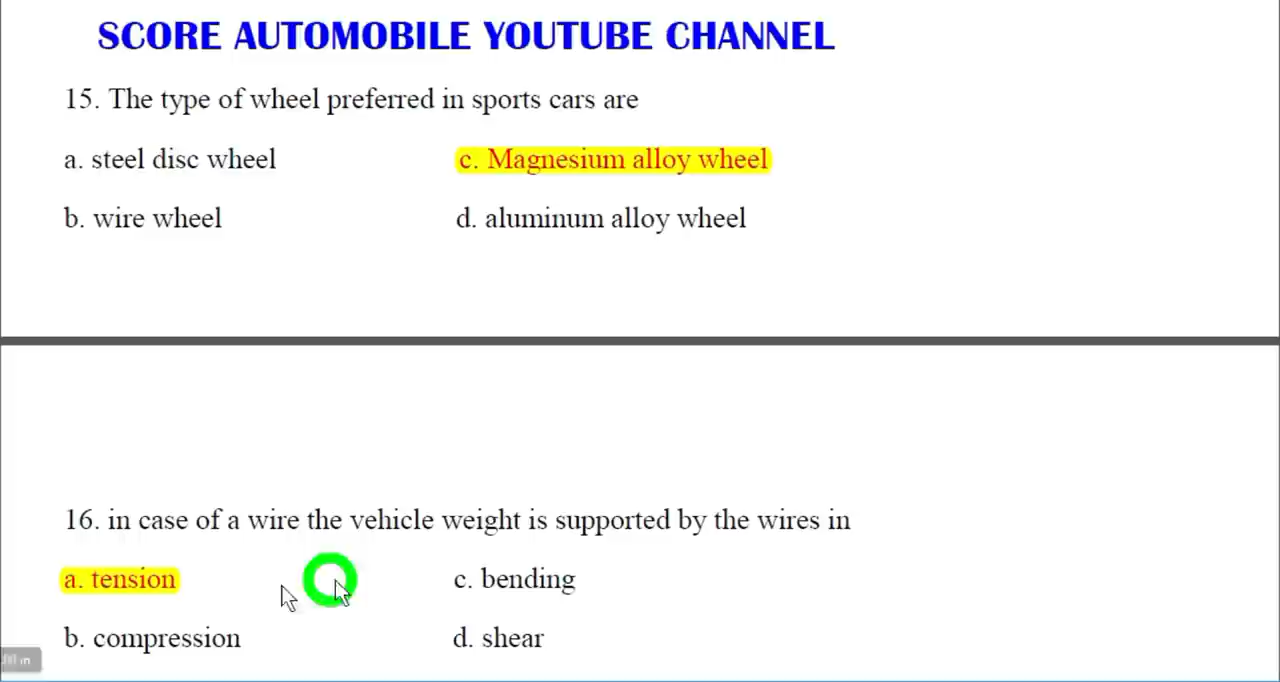 SCORE AUTOMOBILE YOUTUBE CHANNEL
15. The type of wheel preferred in sports cars are
a. steel disc wheel c. Magnesium alloy wheel
b. wire wheel d. aluminum alloy wheel
16. in case of a wire the vehicle weight is supported by the wires in
a. tension c. bending
b. compression d. shear